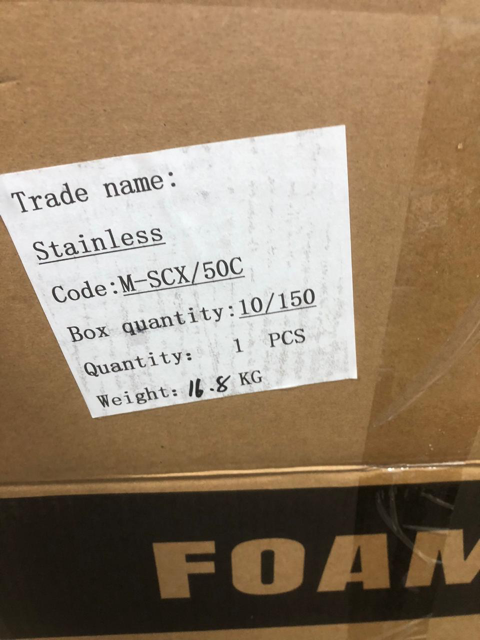 Trade name:
Stainless
Code:M-SCX/50C
Box quantity:10/150
Quantity: 1 PCS
Weight: 16.8 KG
FOAM